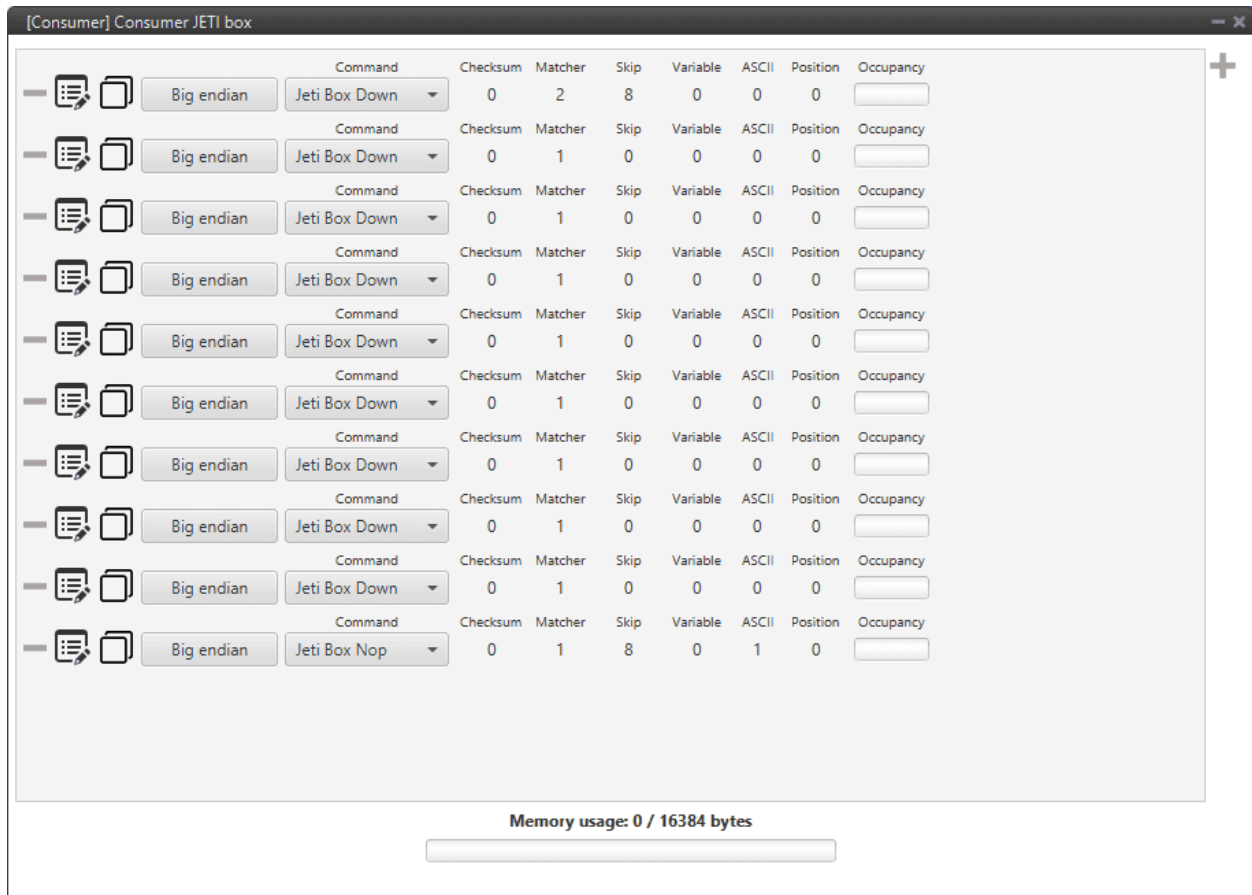 [Consumer] Consumer JETI box
Command Checksum Matcher Skip Variable ASCII Position Occupancy
Big endian Jeti Box Down 0 2 8 0 0 0
Command Checksum Matcher Skip Variable ASCII Position Occupancy
Big endian Jeti Box Down 0 1 0 0 0 0
Command Checksum Matcher Skip Variable ASCII Position Occupancy
Big endian Jeti Box Down 0 1 0 0 0 0
Command Checksum Matcher Skip Variable ASCII Position Occupancy
Big endian Jeti Box Down 0 1 0 0 0 0
Command Checksum Matcher Skip Variable ASCII Position Occupancy
Big endian Jeti Box Down 0 1 0 0 0 0
Command Checksum Matcher Skip Variable ASCII Position Occupancy
Big endian Jeti Box Down 0 1 0 0 0 0
Command Checksum Matcher Skip Variable ASCII Position Occupancy
Big endian Jeti Box Down 0 1 0 0 0 0
Command Checksum Matcher Skip Variable ASCII Position Occupancy
Big endian Jeti Box Down 0 1 0 0 0 0
Command Checksum Matcher Skip Variable ASCII Position Occupancy
Big endian Jeti Box Down 0 1 0 0 0 0
Command Checksum Matcher Skip Variable ASCII Position Occupancy
Big endian Jeti Box Nop 0 1 8 0 1 0
Memory usage: 0 / 16384 bytes